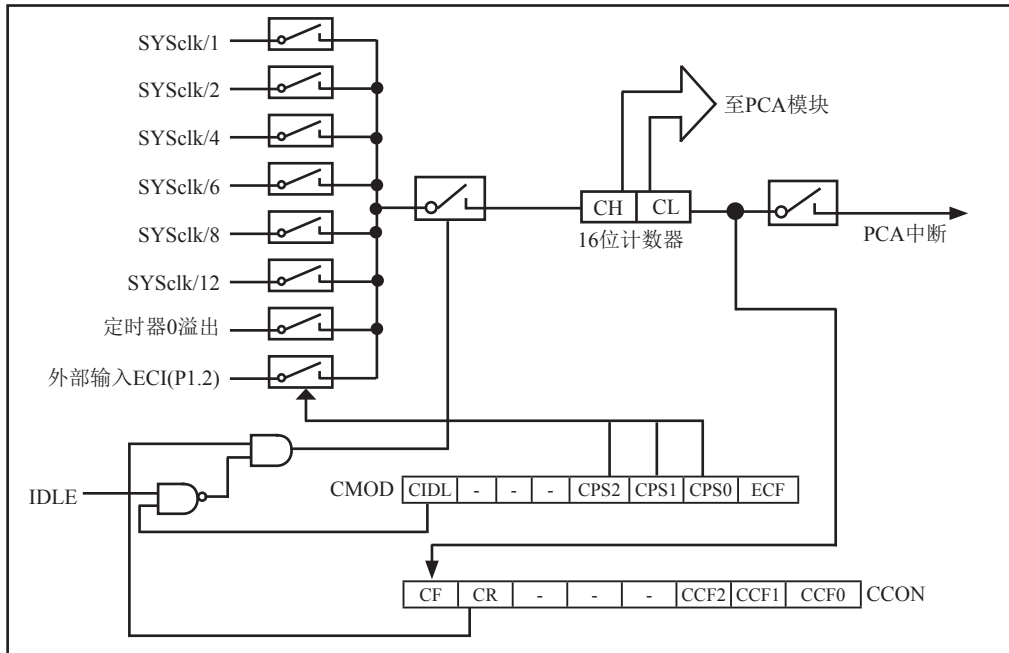 SYSclk/1
SYSclk/2
SYSclk/4
SYSclk/6
SYSclk/8
SYSclk/12
定时器0溢出
外部输入ECI(P1.2)
至PCA模块
CH CL
16位计数器
PCA中断
IDLE
CMOD CIDL - - - CPS2 CPS1 CPS0 ECF
CF CR - - - CCF2 CCF1 CCF0 CCON